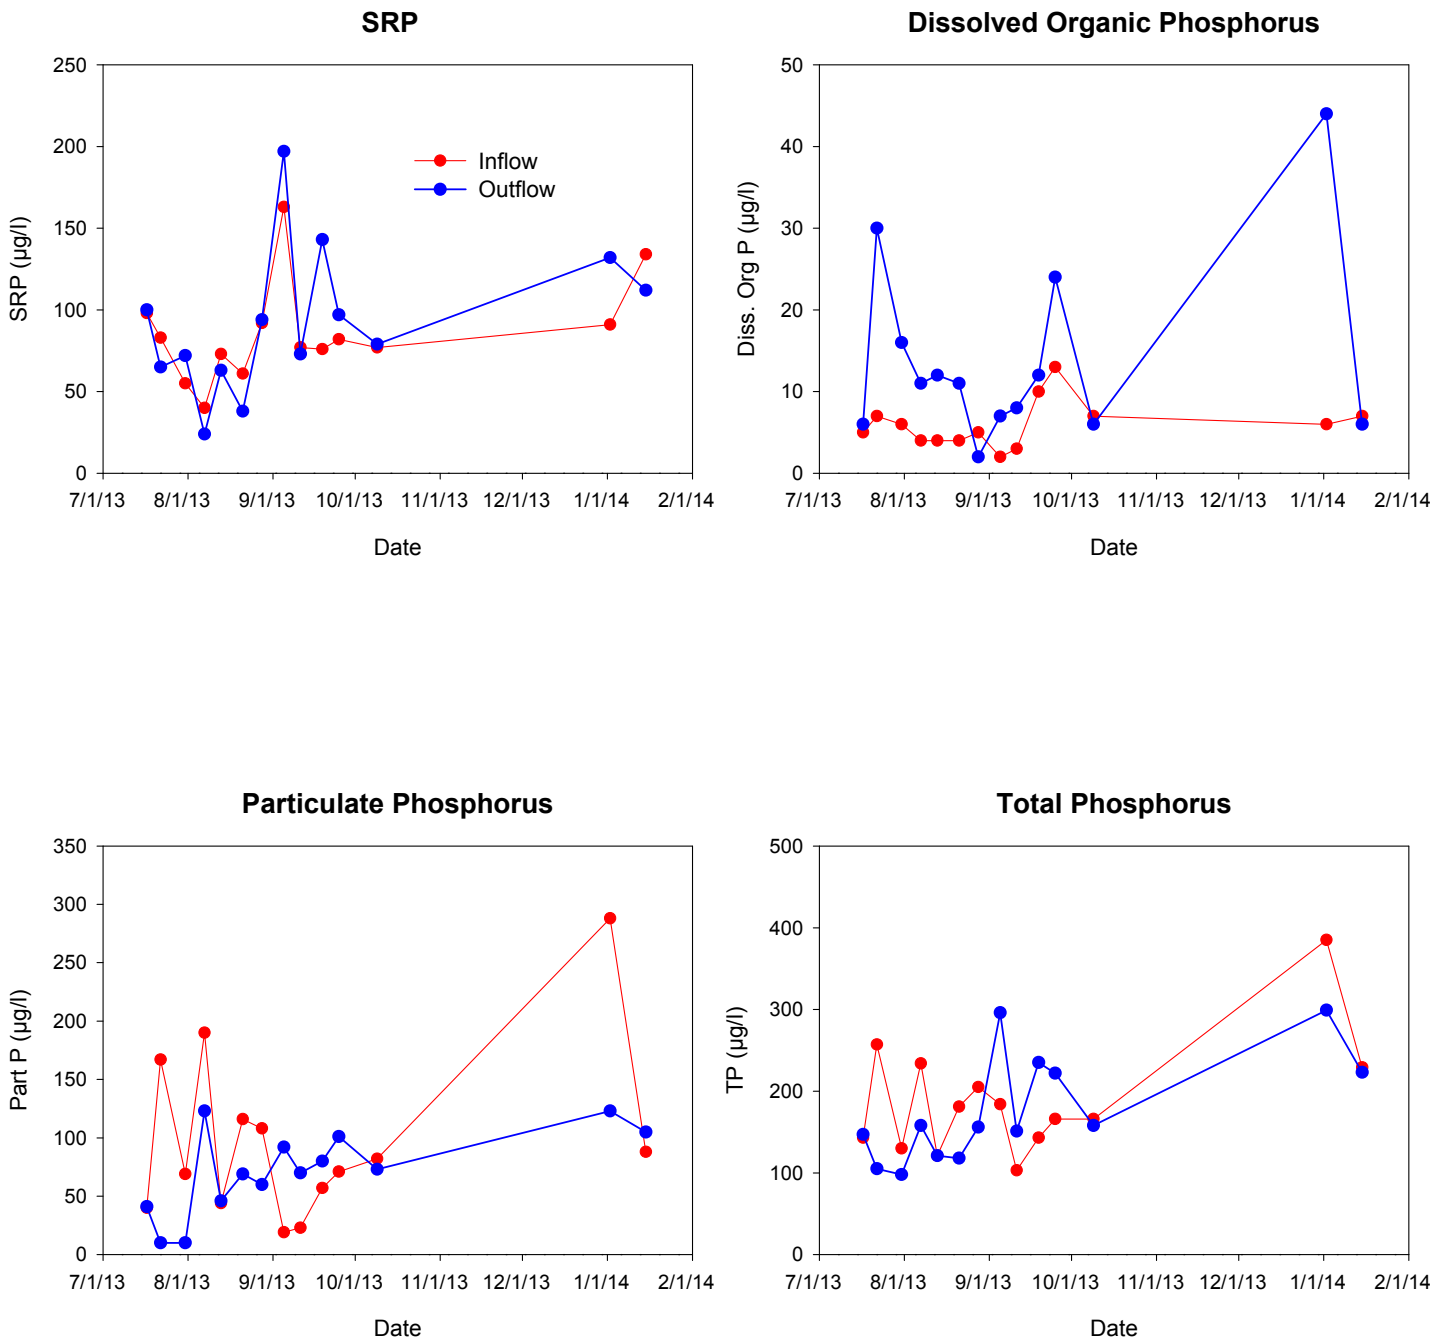 SRP
250
200
150
100
50
0
SRP (µg/l)
Inflow
Outflow
7/1/13 8/1/13 9/1/13 10/1/13 11/1/13 12/1/13 1/1/14 2/1/14
Date
Dissolved Organic Phosphorus
50
40
30
20
10
0
Diss. Org P (µg/l)
7/1/13 8/1/13 9/1/13 10/1/13 11/1/13 12/1/13 1/1/14 2/1/14
Date
Particulate Phosphorus
350
300
250
200
150
100
50
0
Part P (µg/l)
7/1/13 8/1/13 9/1/13 10/1/13 11/1/13 12/1/13 1/1/14 2/1/14
Date
Total Phosphorus
500
400
300
200
100
0
TP (µg/l)
7/1/13 8/1/13 9/1/13 10/1/13 11/1/13 12/1/13 1/1/14 2/1/14
Date